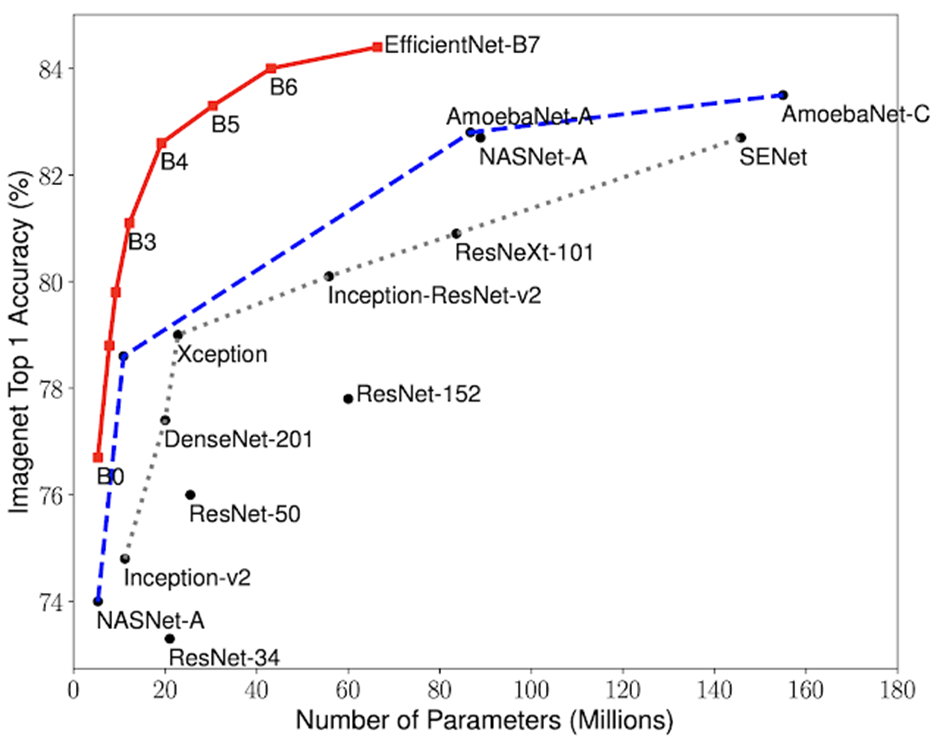 84
82
80
78
76
74
Imagenet Top 1 Accuracy (%)
EfficientNet-B7
B6
B5
B4
B3
B0
AmoebaNet-A
AmoebaNet-C
NASNet-A
SENet
ResNeXt-101
Inception-ResNet-v2
Xception
ResNet-152
DenseNet-201
ResNet-50
Inception-v2
NASNet-A
ResNet-34
0 20 40 60 80 100 120 140 160 180
Number of Parameters (Millions)